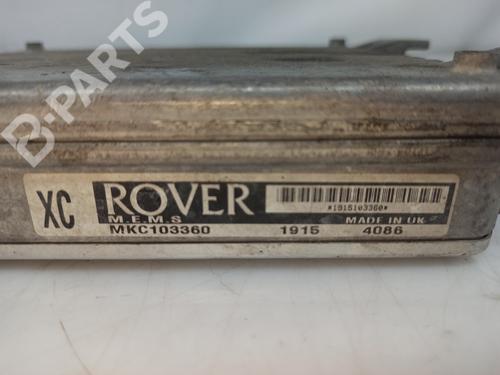 B-PARTS
XC
ROVER
M.E.M.S
*1915103360*
MADE IN UK
MKC103360 1915 4086